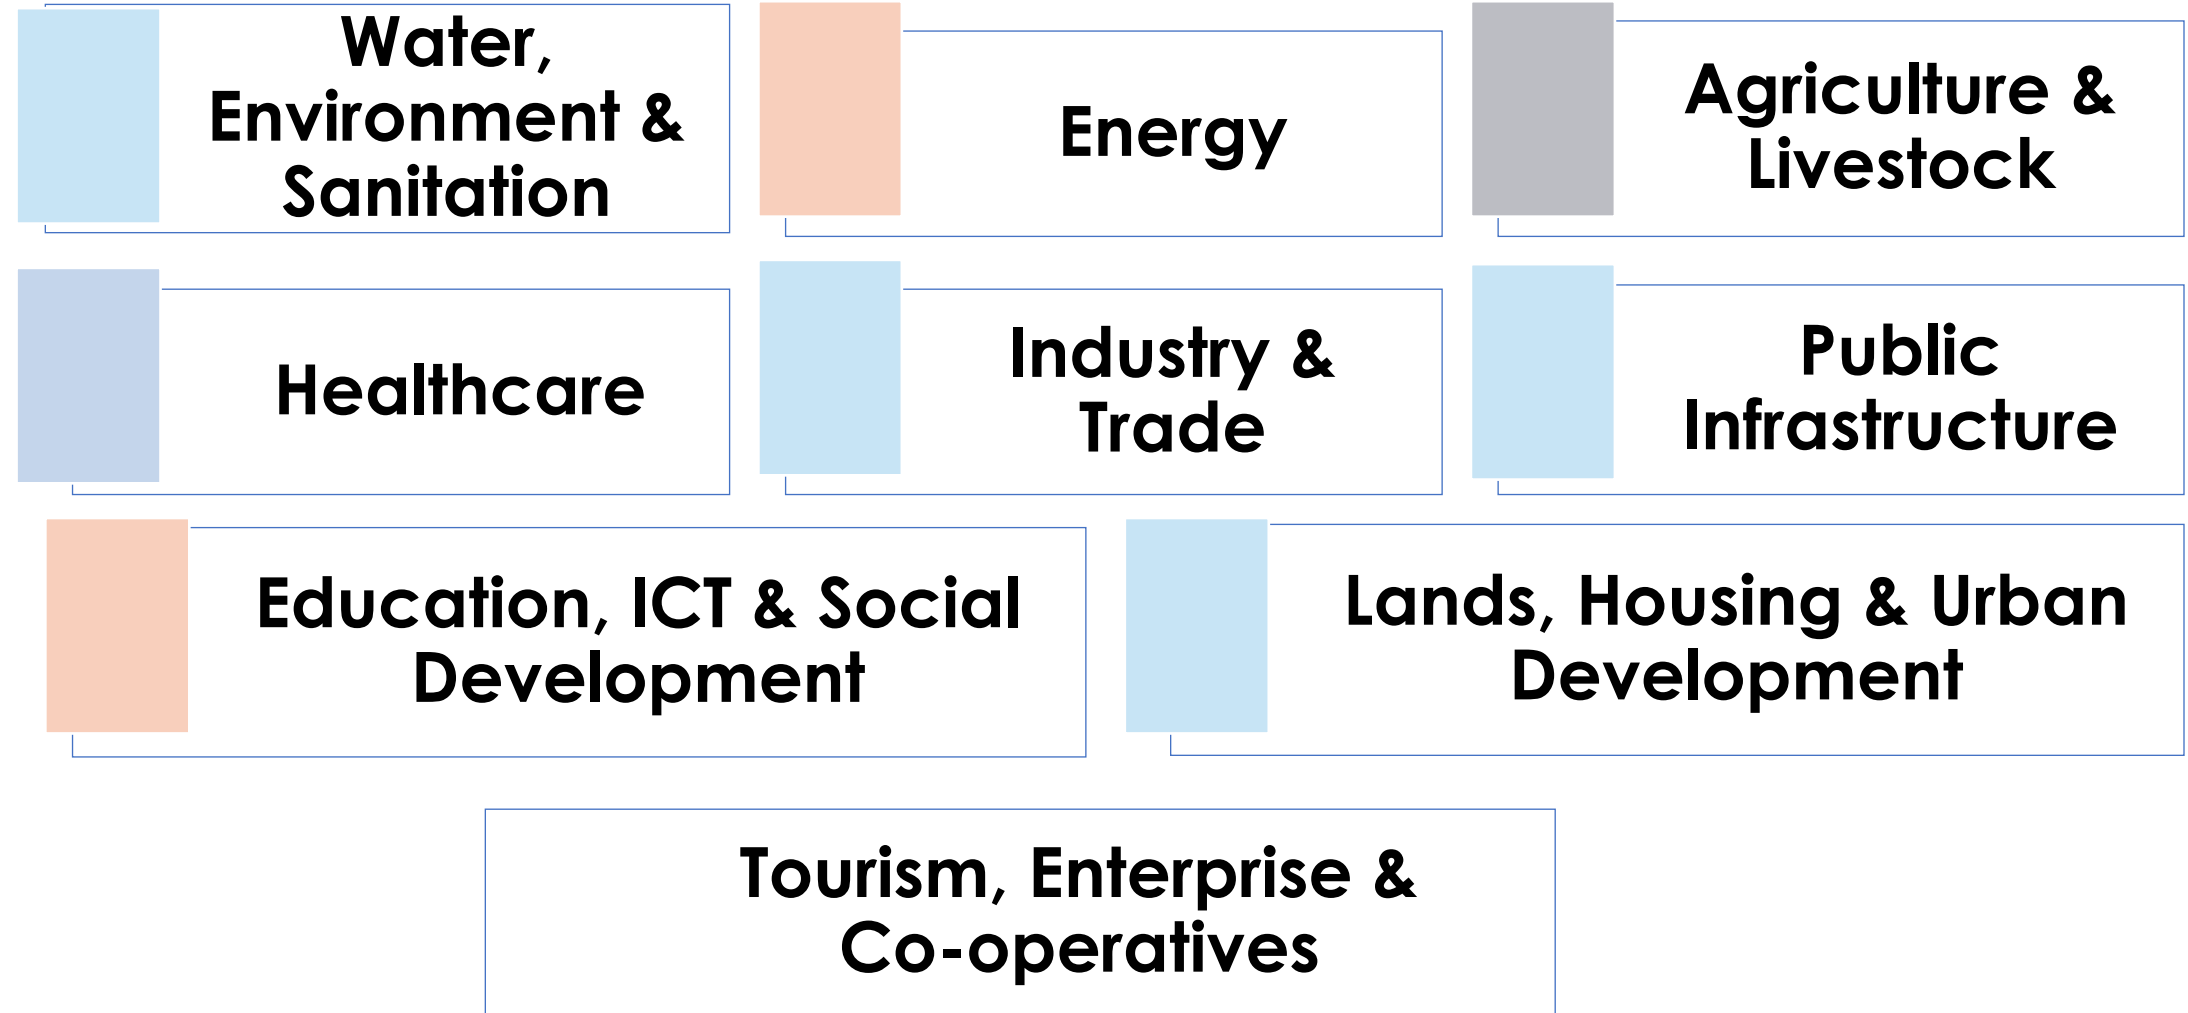 Water,
Environment &
Sanitation
Energy
Agriculture &
Livestock
Healthcare
Industry &
Trade
Public
Infrastructure
Education, ICT & Social
Development
Lands, Housing & Urban
Development
Tourism, Enterprise &
Co-operatives